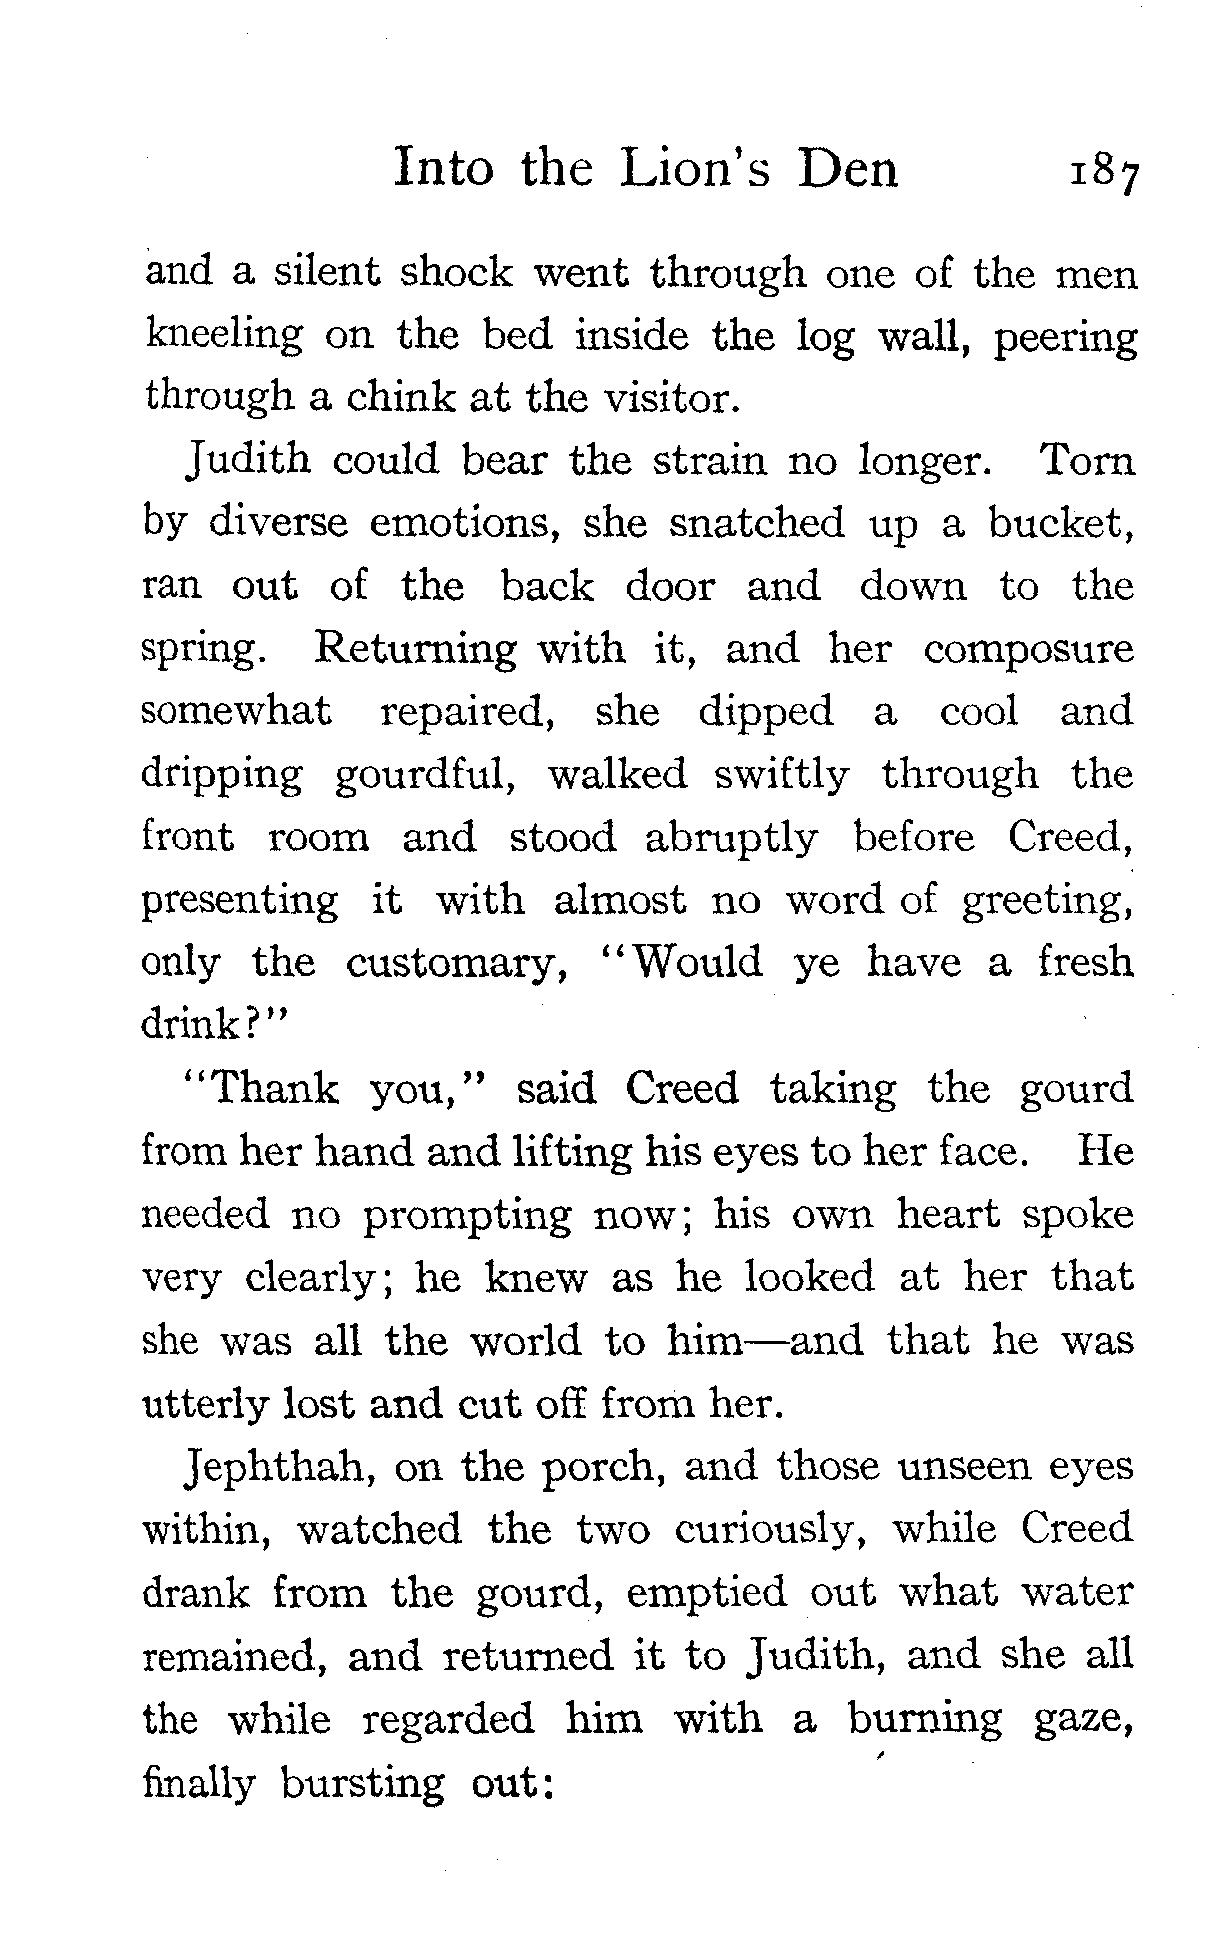 Into the Lion's Den 187
and a silent shock went through one of the men
kneeling on the bed inside the log wall, peering
through a chink at the visitor.
Judith could bear the strain no longer. Torn
by diverse emotions, she snatched up a bucket,
ran out of the back door and down to the
spring. Returning with it, and her composure
somewhat repaired, she dipped a cool and
dripping gourdful, walked swiftly through the
front room and stood abruptly before Creed,
presenting it with almost no word of greeting,
only the customary, "Would ye have a fresh
drink?"
"Thank you," said Creed taking the gourd
from her hand and lifting his eyes to her face. He
needed no prompting now; his own heart spoke
very clearly; he knew as he looked at her that
she was all the world to him—and that he was
utterly lost and cut off from her.
Jephthah, on the porch, and those unseen eyes
within, watched the two curiously, while Creed
drank from the gourd, emptied out what water
remained, and returned it to Judith, and she all
the while regarded him with a burning gaze,
finally bursting out: